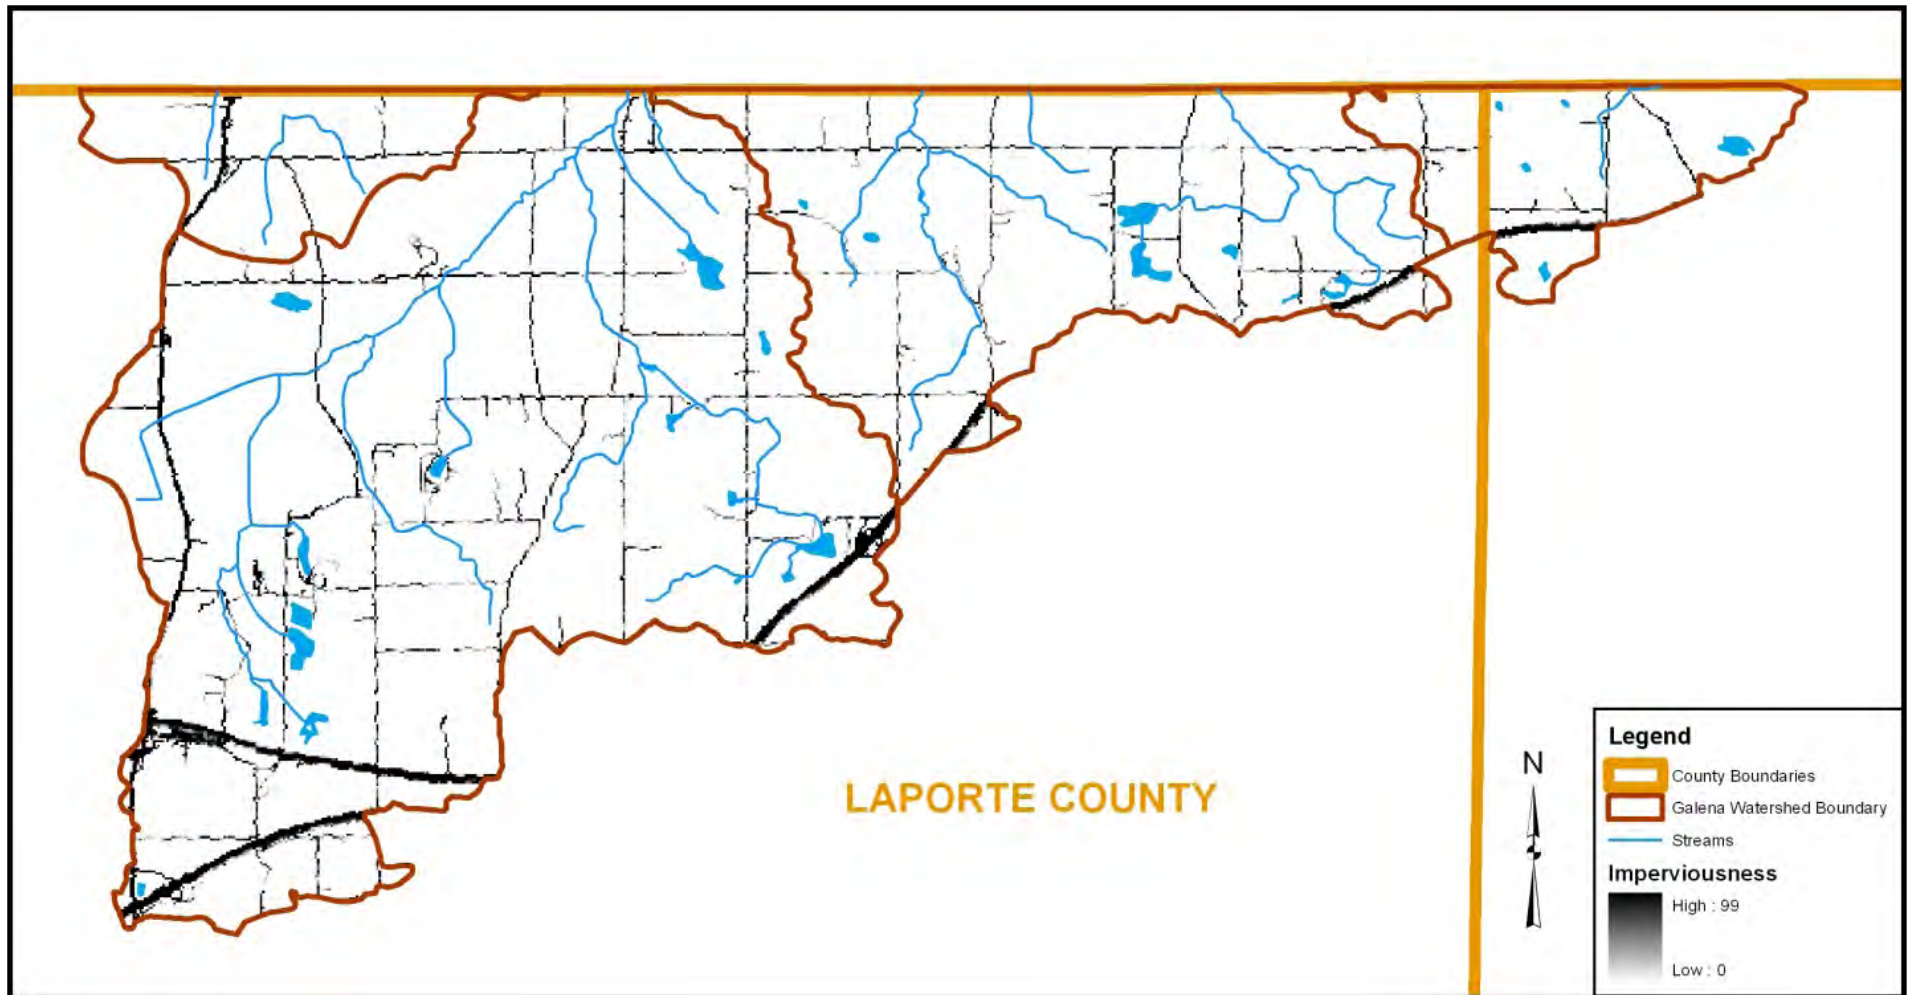 LAPORTE COUNTY
N
Legend
County Boundaries
Galena Watershed Boundary
Streams
Imperviousness
High : 99
Low : 0